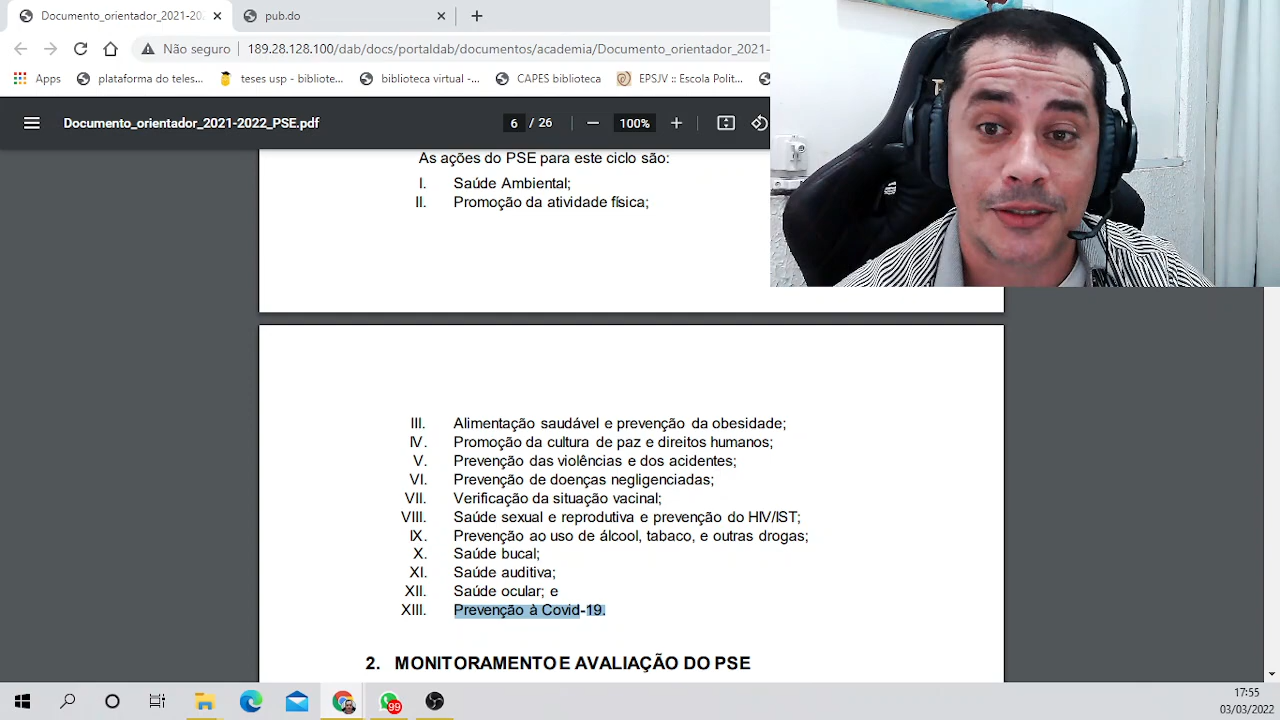 Documento_orientador_2021-20
pub.do
Não seguro
189.28.128.100/dab/docs/portaldab/documentos/academia/Documento_orientador_2021-
Apps
plataforma do teles...
teses usp - bibliote...
biblioteca virtual -...
CAPES biblioteca
EPSJV :: Escola Polit...
Documento_orientador_2021-2022_PSE.pdf
6 / 26
100%
As ações do PSE para este ciclo são:
I. Saúde Ambiental;
II. Promoção da atividade física;
III. Alimentação saudável e prevenção da obesidade;
IV. Promoção da cultura de paz e direitos humanos;
V. Prevenção das violências e dos acidentes;
VI. Prevenção de doenças negligenciadas;
VII. Verificação da situação vacinal;
VIII. Saúde sexual e reprodutiva e prevenção do HIV/IST;
IX. Prevenção ao uso de álcool, tabaco, e outras drogas;
X. Saúde bucal;
XI. Saúde auditiva;
XII. Saúde ocular; e
XIII. Prevenção à Covid-19.
2. MONITORAMENTO E AVALIAÇÃO DO PSE
99
17:55
03/03/2022